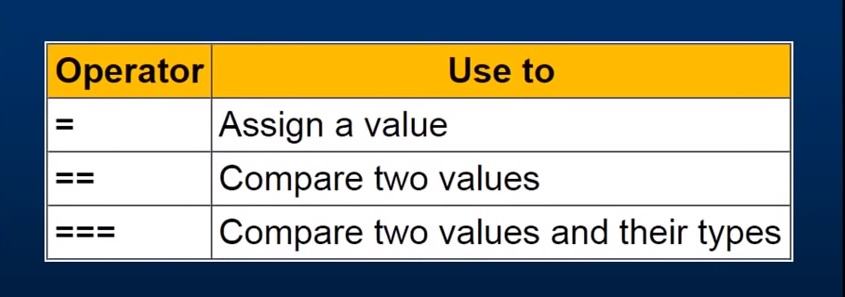 Operator Use to
= Assign a value
== Compare two values
=== Compare two values and their types